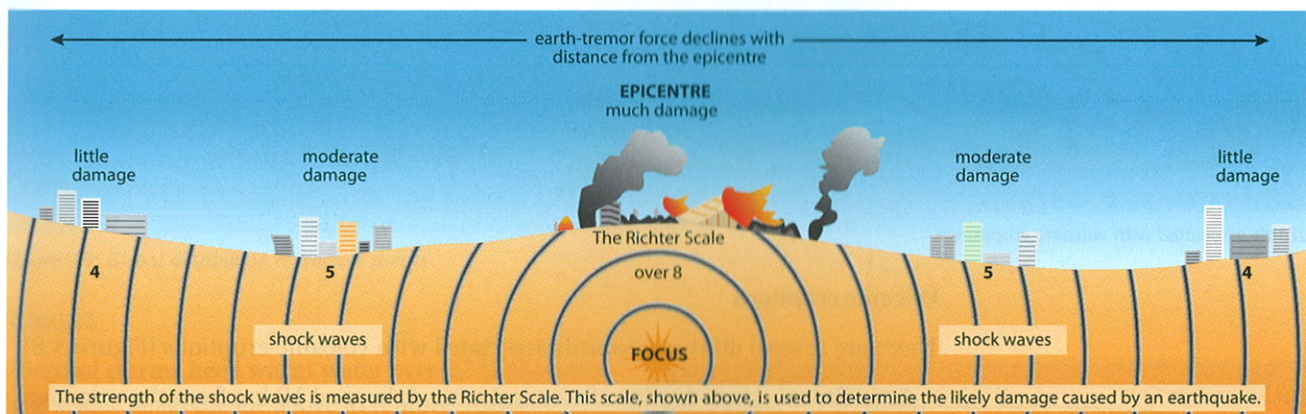 earth-tremor force declines with
distance from the epicentre
EPICENTRE
much damage
little
damage
moderate
damage
moderate
damage
little
damage
The Richter Scale
over 8
4
5
5
4
shock waves
shock waves
FOCUS
The strength of the shock waves is measured by the Richter Scale. This scale, shown above, is used to determine the likely damage caused by an earthquake.